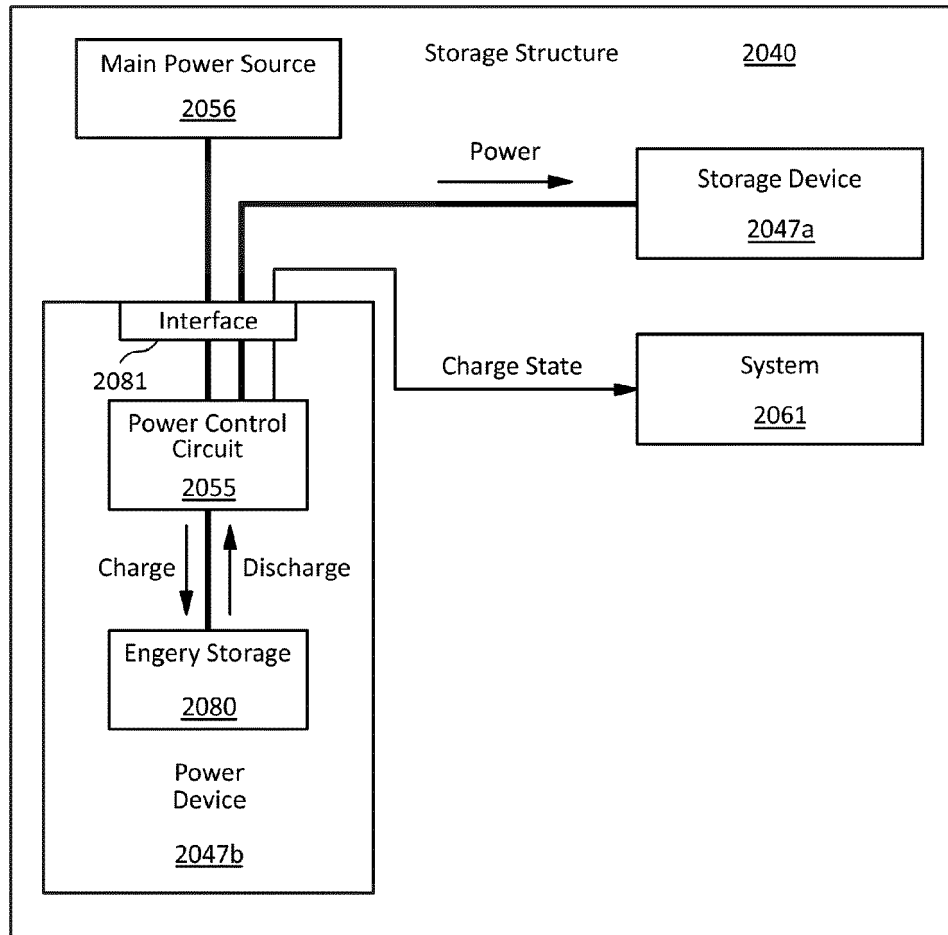 Main Power Source
2056
Storage Structure
2040
Power
Storage Device
2047a
Interface
2081
Charge State
System
2061
Power Control
Circuit
2055
Charge
Discharge
Engery Storage
2080
Power
Device
2047b